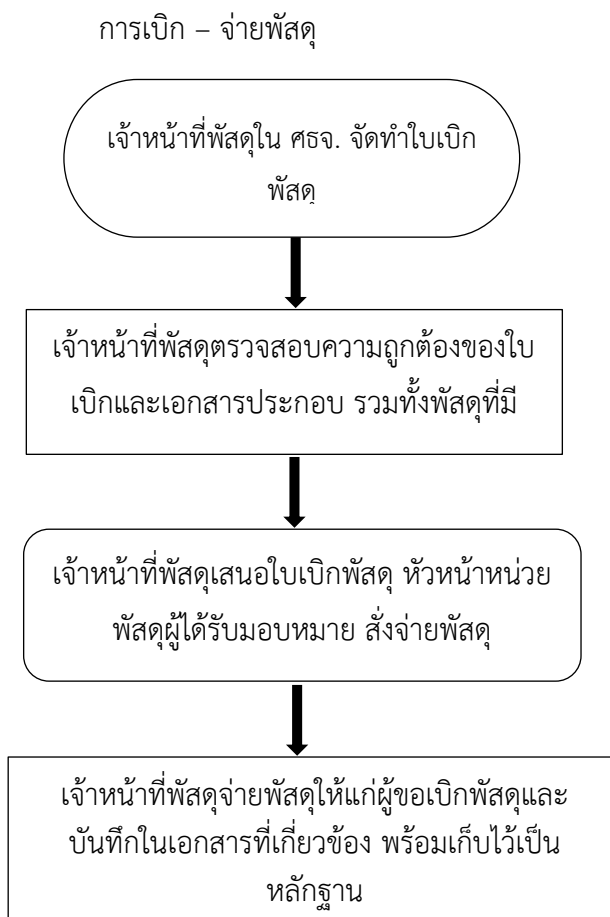 การเบิก – จ่ายพัสดุ
เจ้าหน้าที่พัสดุใน ศธจ. จัดทำใบเบิก
พัสดุ
เจ้าหน้าที่พัสดุตรวจสอบความถูกต้องของใบ
เบิกและเอกสารประกอบ รวมทั้งพัสดุที่มี
เจ้าหน้าที่พัสดุเสนอใบเบิกพัสดุ หัวหน้าหน่วย
พัสดุผู้ได้รับมอบหมาย สั่งจ่ายพัสดุ
เจ้าหน้าที่พัสดุจ่ายพัสดุให้แก่ผู้ขอเบิกพัสดุและ
บันทึกในเอกสารที่เกี่ยวข้อง พร้อมเก็บไว้เป็น
หลักฐาน